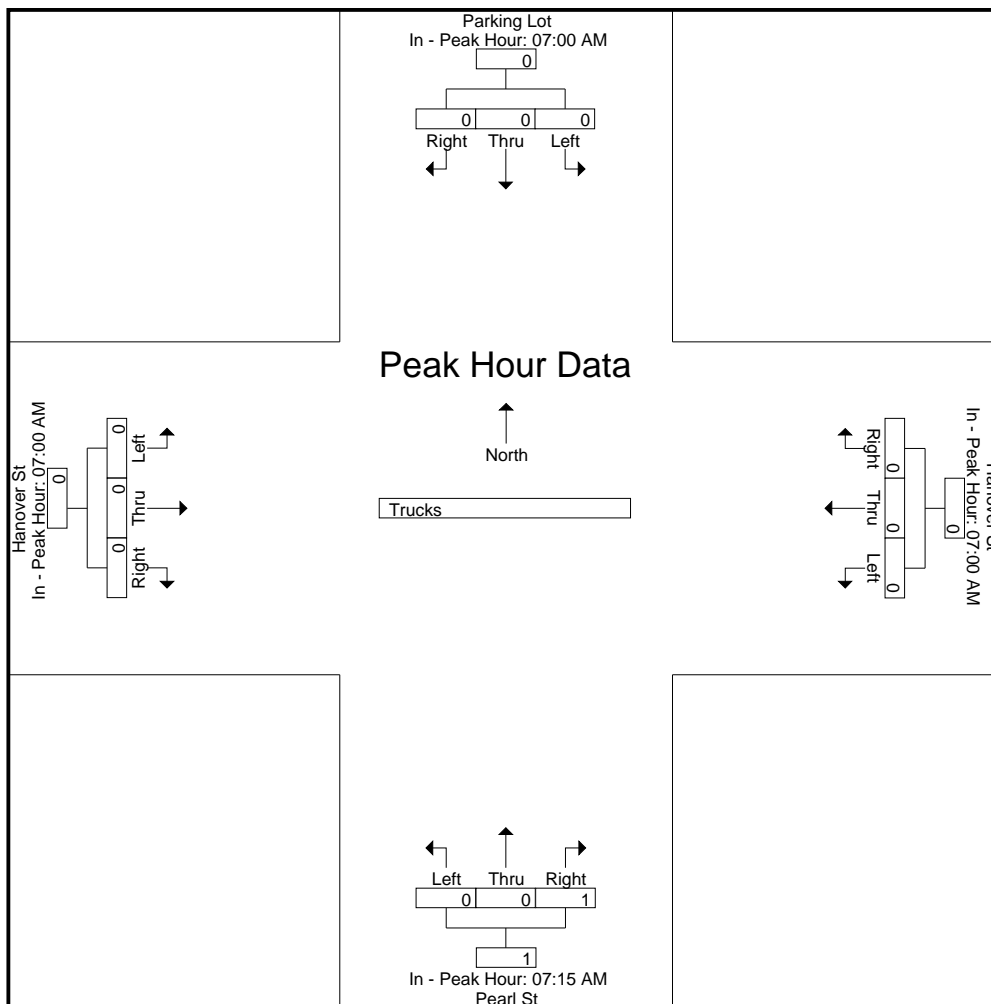 Parking Lot
In - Peak Hour: 07:00 AM
0
0 0 0
Right Thru Left
Peak Hour Data
North
Trucks
Hanover St
In - Peak Hour: 07:00 AM
0
0 0 0
Left Thru Right
Right Thru Left
0 0 0
0
In - Peak Hour: 07:00 AM
Hanover St
Left Thru Right
0 0 1
1
In - Peak Hour: 07:15 AM
Pearl St